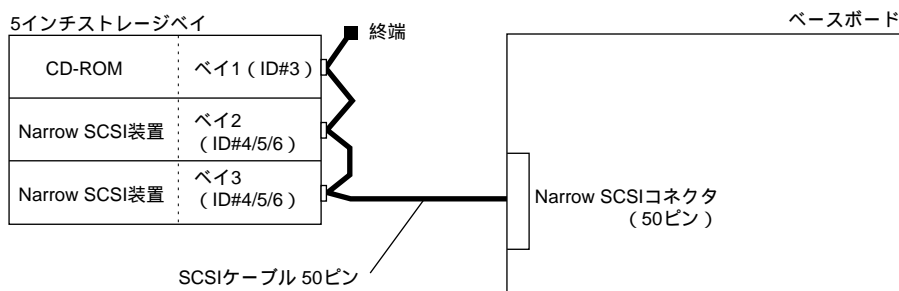 5インチストレージベイ
ベースボード
終端
CD-ROM
ベイ1（ID#3）
Narrow SCSI装置
ベイ2
（ID#4/5/6）
Narrow SCSI装置
ベイ3
（ID#4/5/6）
Narrow SCSIコネクタ
（50ピン）
SCSIケーブル 50ピン